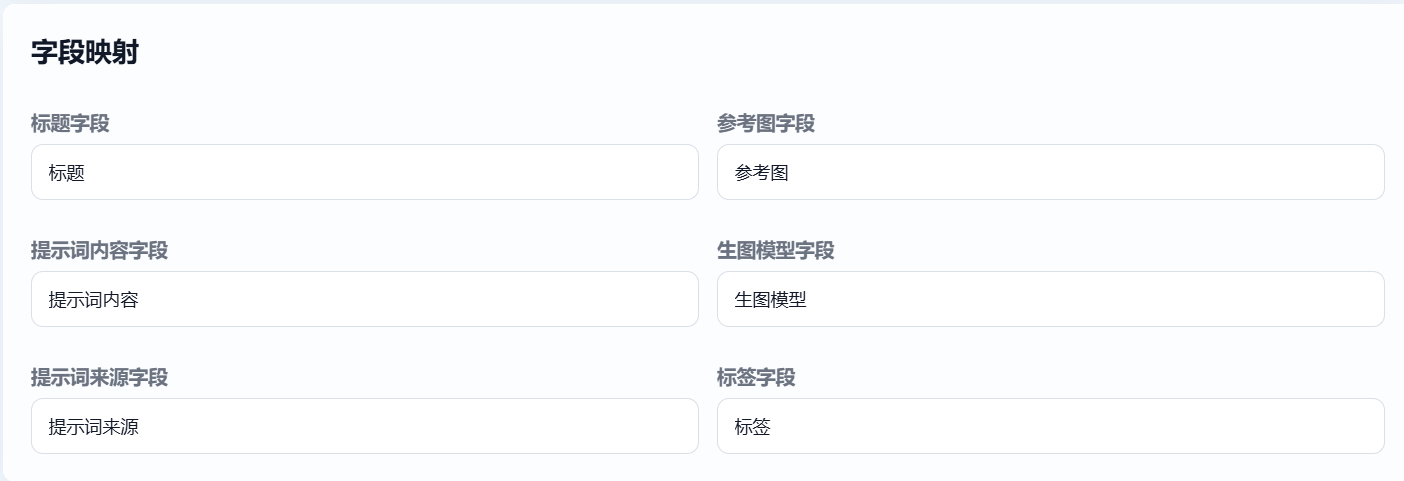 字段映射
标题字段
参考图字段
标题
参考图
提示词内容字段
生图模型字段
提示词内容
生图模型
提示词来源字段
标签字段
提示词来源
标签